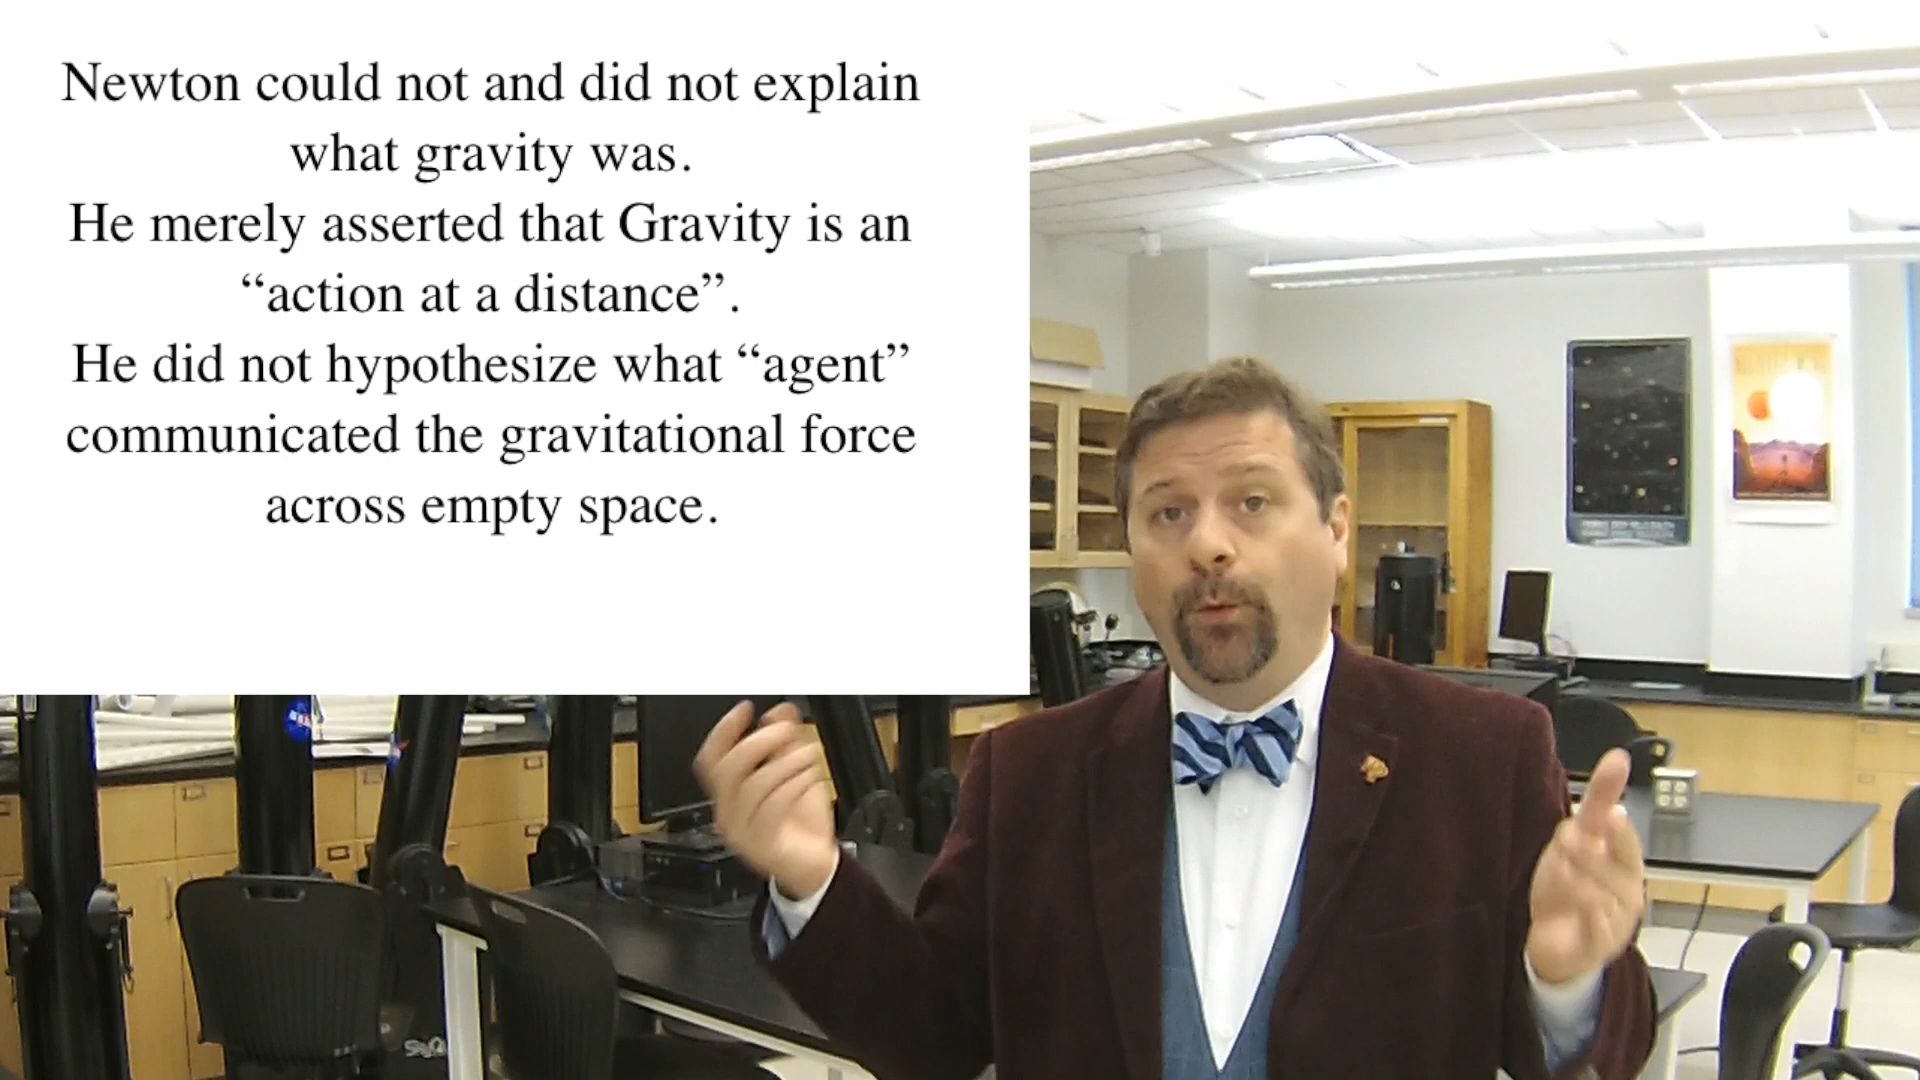 Newton could not and did not explain
what gravity was.
He merely asserted that Gravity is an
“action at a distance”.
He did not hypothesize what “agent”
communicated the gravitational force
across empty space.